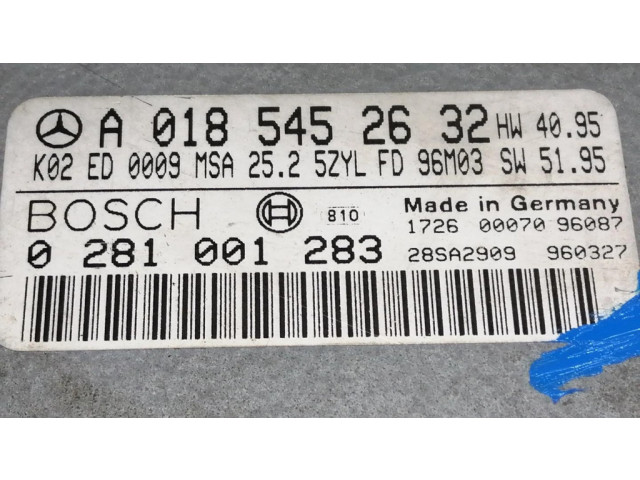 A 018 545 26 32 HW 40.95
K02 ED 0009 MSA 25.2 5ZYL FD 96M03 SW 51.95
BOSCH 810 Made in Germany
1726 00070 96087
0 281 001 283 28SA2909 960327